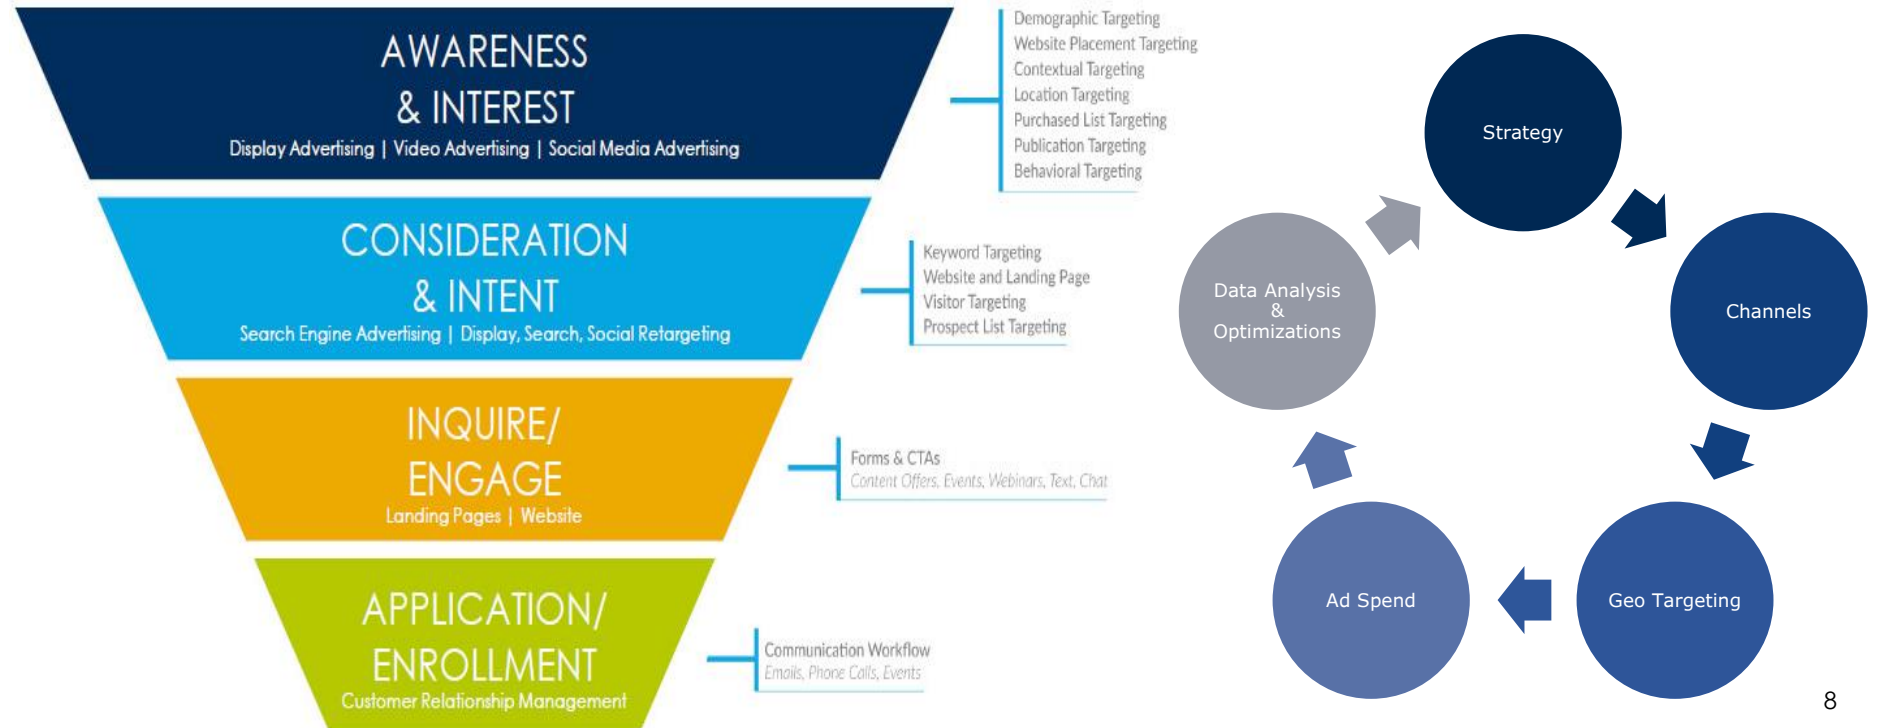 AWARENESS
& INTEREST
Display Advertising | Video Advertising | Social Media Advertising
Demographic Targeting
Website Placement Targeting
Contextual Targeting
Location Targeting
Purchased List Targeting
Publication Targeting
Behavioral Targeting
CONSIDERATION
& INTENT
Search Engine Advertising | Display, Search, Social Retargeting
Keyword Targeting
Website and Landing Page
Visitor Targeting
Prospect List Targeting
INQUIRE/
ENGAGE
Landing Pages | Website
Forms & CTAs
Content Offers, Events, Webinars, Text, Chat
APPLICATION/
ENROLLMENT
Customer Relationship Management
Communication Workflow
Emails, Phone Calls, Events
Strategy
Channels
Geo Targeting
Ad Spend
Data Analysis
&
Optimizations
8